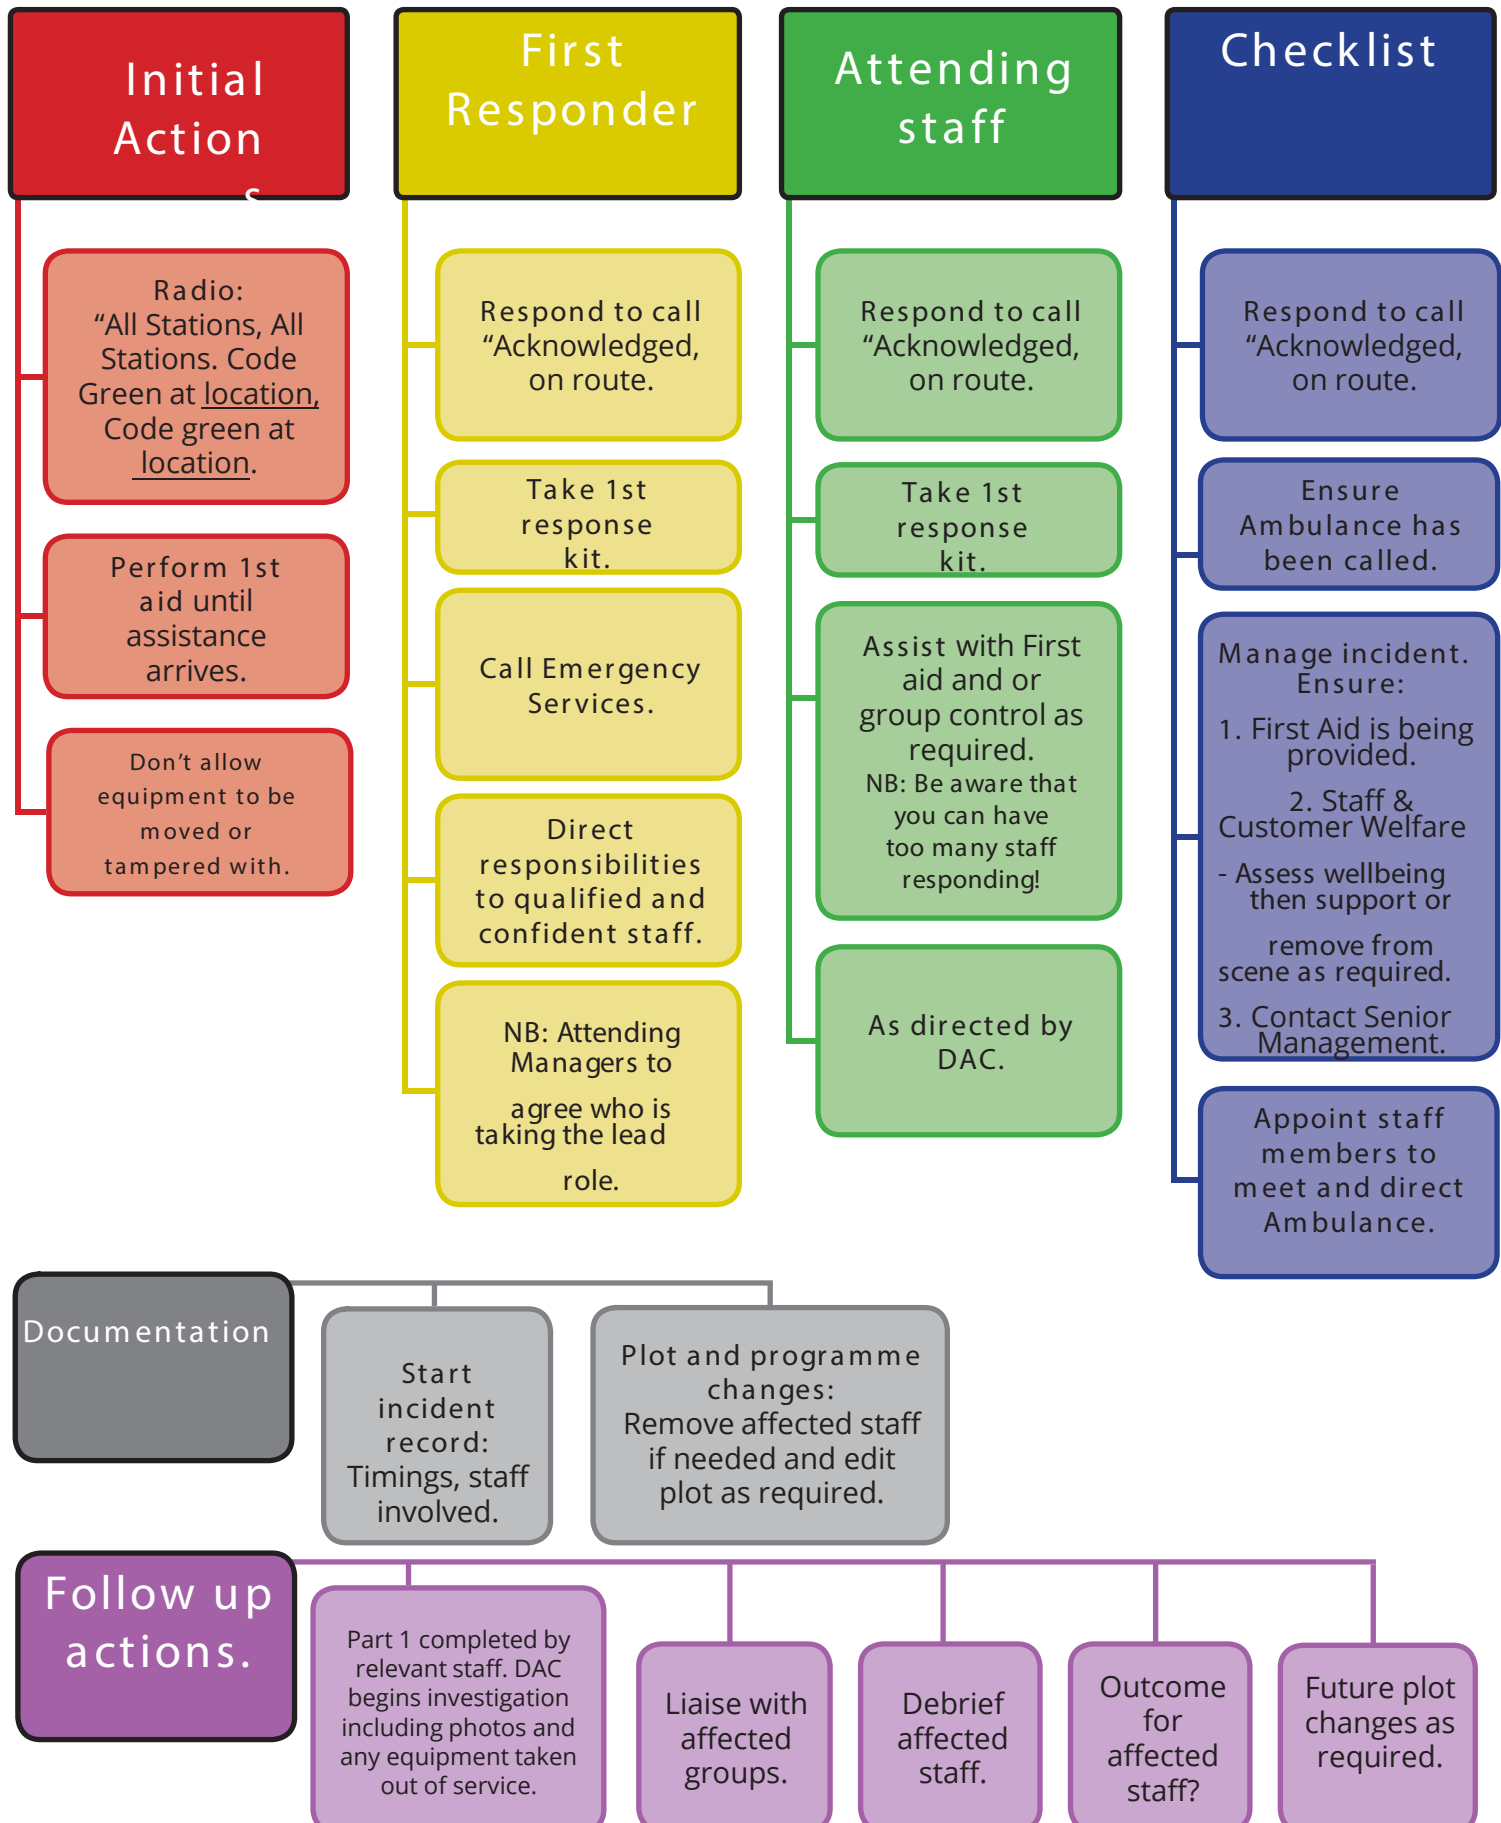 Initial
Action
s
Radio:
“All Stations, All
Stations. Code
Green at location,
Code green at
location.
Perform 1st
aid until
assistance
arrives.
Don’t allow
equipment to be
moved or
tampered with.
First
Responder
Respond to call
“Acknowledged,
on route.
Take 1st
response
kit.
Call Emergency
Services.
Direct
responsibilities
to qualified and
confident staff.
NB: Attending
Managers to
agree who is
taking the lead
role.
Attending
staff
Respond to call
“Acknowledged,
on route.
Take 1st
response
kit.
Assist with First
aid and or
group control as
required.
NB: Be aware that
you can have
too many staff
responding!
As directed by
DAC.
Checklist
Respond to call
“Acknowledged,
on route.
Ensure
Ambulance has
been called.
Manage incident.
Ensure:
1. First Aid is being
provided.
2. Staff &
Customer Welfare
- Assess wellbeing
then support or
remove from
scene as required.
3. Contact Senior
Management.
Appoint staff
members to
meet and direct
Ambulance.
Documentation
Start
incident
record:
Timings, staff
involved.
Plot and programme
changes:
Remove affected staff
if needed and edit
plot as required.
Follow up
actions.
Part 1 completed by
relevant staff. DAC
begins investigation
including photos and
any equipment taken
out of service.
Liaise with
affected
groups.
Debrief
affected
staff.
Outcome
for
affected
staff?
Future plot
changes as
required.